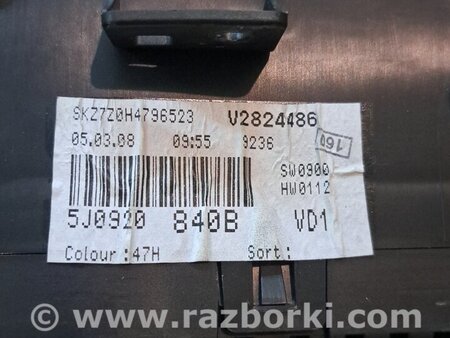 SKZ7Z0H4796523 V2824486
05.03.08 09:55 9236
160
SW0900
HW0112
5J0920 840B VD1
Colour :47H Sort:
© www.razborki.com